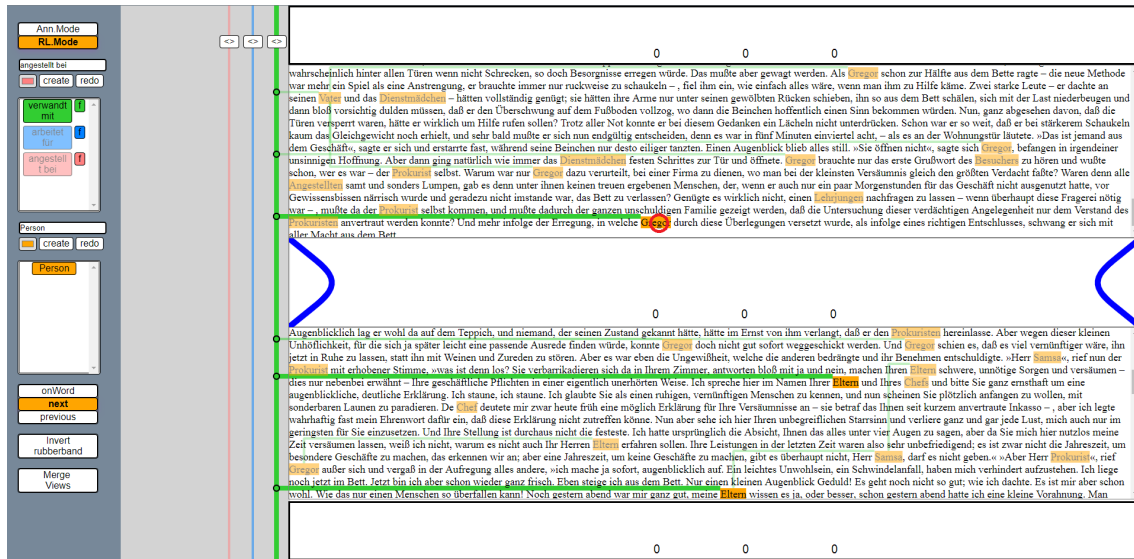 Ann.Mode
RL.Mode
angestellt bei
create
redo
verwandt mit
f
arbeitet für
f
angestell t bei
f
Person
create
redo
Person
onWord
next
previous
Invert rubberband
Merge Views
<>
<>
<>
0 0 0
wahrscheinlich hinter allen Türen wenn nicht Schrecken, so doch Besorgnisse erregen würde. Das mußte aber gewagt werden. Als Gregor schon zur Hälfte aus dem Bette ragte – die neue Methode
war mehr ein Spiel als eine Anstrengung, er brauchte immer nur ruckweise zu schaukeln – , fiel ihm ein, wie einfach alles wäre, wenn man ihm zu Hilfe käme. Zwei starke Leute – er dachte an
seinen Vater und das Dienstmädchen – hätten vollständig genügt; sie hätten ihre Arme nur unter seinen gewölbten Rücken schieben, ihn so aus dem Bett schälen, sich mit der Last niederbeugen und
dann bloß vorsichtig dulden müssen, daß er den Überschwung auf dem Fußboden vollzog, wo dann die Beinchen hoffentlich einen Sinn bekommen würden. Nun, ganz abgesehen davon, daß die
Türen versperrt waren, hätte er wirklich um Hilfe rufen sollen? Trotz aller Not konnte er bei diesem Gedanken ein Lächeln nicht unterdrücken. Schon war er so weit, daß er bei stärkerem Schaukeln
kaum das Gleichgewicht noch erhielt, und sehr bald mußte er sich nun endgültig entscheiden, denn es war in fünf Minuten einviertel acht, – als es an der Wohnungstür läutete. »Das ist jemand aus
dem Geschäft«, sagte er sich und erstarrte fast, während seine Beinchen nur desto eiliger tanzten. Einen Augenblick blieb alles still. »Sie öffnen nicht«, sagte sich Gregor, befangen in irgendeiner
unsinnigen Hoffnung. Aber dann ging natürlich wie immer das Dienstmädchen festen Schrittes zur Tür und öffnete. Gregor brauchte nur das erste Grußwort des Besuchers zu hören und wußte
schon, wer es war – der Prokurist selbst. Warum war nur Gregor dazu verurteilt, bei einer Firma zu dienen, wo man bei der kleinsten Versäumnis gleich den größten Verdacht faßte? Waren denn alle
Angestellten samt und sonders Lumpen, gab es denn unter ihnen keinen treuen ergebenen Menschen, der, wenn er auch nur ein paar Morgenstunden für das Geschäft nicht ausgenutzt hatte, vor
Gewissensbissen närrisch wurde und geradezu nicht imstande war, das Bett zu verlassen? Genügte es wirklich nicht, einen Lehrjungen nachfragen zu lassen – wenn überhaupt diese Fragerei nötig
war – , mußte da der Prokurist selbst kommen, und mußte dadurch der ganzen unschuldigen Familie gezeigt werden, daß die Untersuchung dieser verdächtigen Angelegenheit nur dem Verstand des
Prokuristen anvertraut werden konnte? Und mehr infolge der Erregung, in welche Gregor durch diese Überlegungen versetzt wurde, als infolge eines richtigen Entschlusses, schwang er sich mit
aller Macht aus dem Bett.
0 0 0
Augenblicklich lag er wohl da auf dem Teppich, und niemand, der seinen Zustand gekannt hätte, hätte im Ernst von ihm verlangt, daß er den Prokuristen hereinlasse. Aber wegen dieser kleinen
Unhöflichkeit, für die sich ja später leicht eine passende Ausrede finden würde, konnte Gregor doch nicht gut sofort weggeschickt werden. Und Gregor schien es, daß es viel vernünftiger wäre, ihn
jetzt in Ruhe zu lassen, statt ihn mit Weinen und Zureden zu stören. Aber es war eben die Ungewißheit, welche die anderen bedrängte und ihr Benehmen entschuldigte. »Herr Samsa«, rief nun der
Prokurist mit erhobener Stimme, »was ist denn los? Sie verbarrikadieren sich da in Ihrem Zimmer, antworten bloß mit ja und nein, machen Ihren Eltern schwere, unnötige Sorgen und versäumen –
dies nur nebenbei erwähnt – Ihre geschäftliche Pflichten in einer eigentlich unerhörten Weise. Ich spreche hier im Namen Ihrer Eltern und Ihres Chefs und bitte Sie ganz ernsthaft um eine
augenblickliche, deutliche Erklärung. Ich staune, ich staune. Ich glaubte Sie als einen ruhigen, vernünftigen Menschen zu kennen, und nun scheinen Sie plötzlich anfangen zu wollen, mit
sonderbaren Launen zu paradieren. De Chef deutete mir zwar heute früh eine möglich Erklärung für Ihre Versäumnisse an – sie betraf das Ihnen seit kurzem anvertraute Inkasso – , aber ich legte
wahrhaftig fast mein Ehrenwort dafür ein, daß diese Erklärung nicht zutreffen könne. Nun aber sehe ich hier Ihren unbegreiflichen Starrsinn und verliere ganz und gar jede Lust, mich auch nur im
geringsten für Sie einzusetzen. Und Ihre Stellung ist durchaus nicht die festeste. Ich hatte ursprünglich die Absicht, Ihnen das alles unter vier Augen zu sagen, aber da Sie mich hier nutzlos meine
Zeit versäumen lassen, weiß ich nicht, warum es nicht auch Ihr Herren Eltern erfahren sollen. Ihre Leistungen in der letzten Zeit waren also sehr unbefriedigend; es ist zwar nicht die Jahreszeit, um
besondere Geschäfte zu machen, das erkennen wir an; aber eine Jahreszeit, um keine Geschäfte zu machen, gibt es überhaupt nicht, Herr Samsa, darf es nicht geben.« »Aber Herr Prokurist«, rief
Gregor außer sich und vergaß in der Aufregung alles andere, »ich mache ja sofort, augenblicklich auf. Ein leichtes Unwohlsein, ein Schwindelanfall, haben mich verhindert aufzustehen. Ich liege
noch jetzt im Bett. Jetzt bin ich aber schon wieder ganz frisch. Eben steige ich aus dem Bett. Nur einen kleinen Augenblick Geduld! Es geht noch nicht so gut; wie ich dachte. Es ist mir aber schon
wohl. Wie das nur einen Menschen so überfallen kann! Noch gestern abend war mir ganz gut, meine Eltern wissen es ja, oder besser, schon gestern abend hatte ich eine kleine Vorahnung. Man
0 0 0